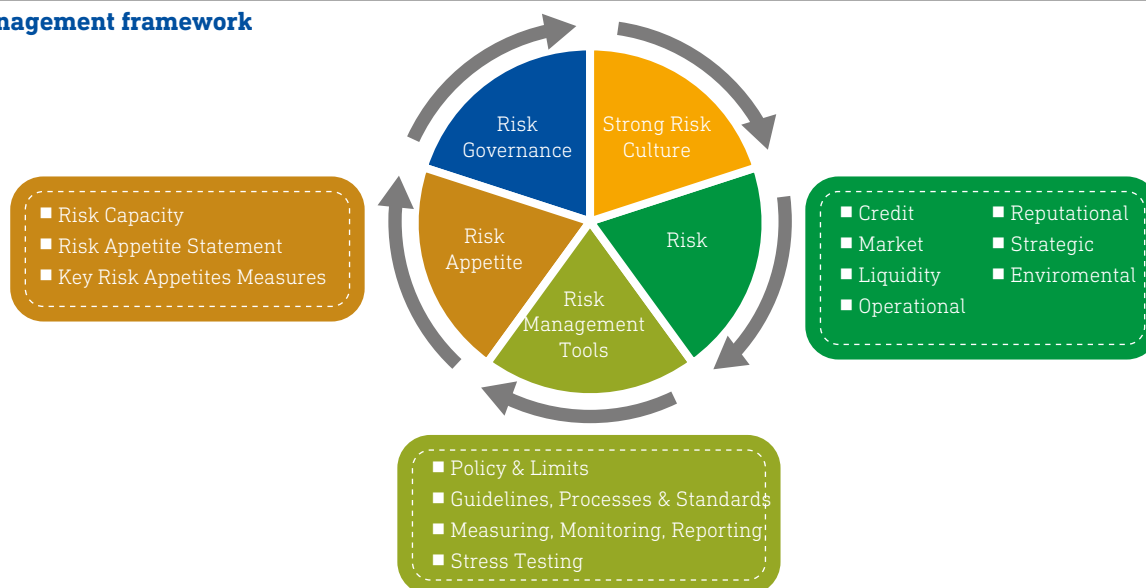 nagement framework
Risk
Governance
Strong Risk
Culture
Risk
Appetite
Risk
Risk
Management
Tools
■ Risk Capacity
■ Risk Appetite Statement
■ Key Risk Appetites Measures
■ Credit
■ Market
■ Liquidity
■ Operational
■ Reputational
■ Strategic
■ Enviromental
■ Policy & Limits
■ Guidelines, Processes & Standards
■ Measuring, Monitoring, Reporting
■ Stress Testing